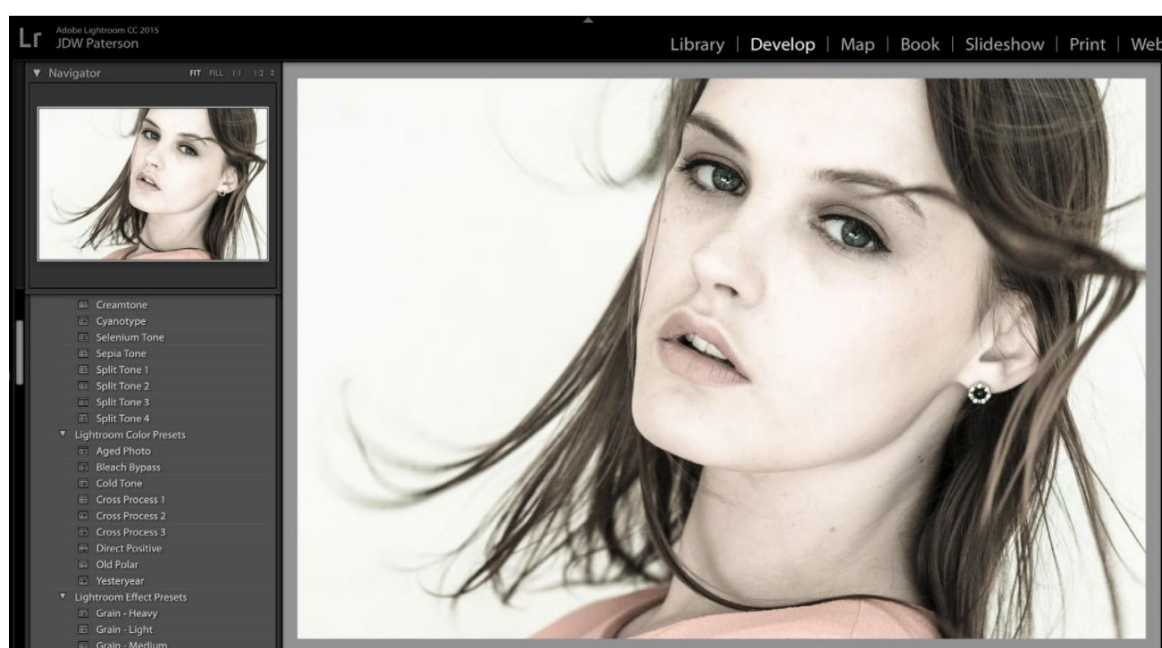 Lr
Adobe Lightroom CC 2015
JDW Paterson
Library | Develop | Map | Book | Slideshow | Print | Web
Navigator FIT FILL 1:1 1:2
Creamtone
Cyanotype
Selenium Tone
Sepia Tone
Split Tone 1
Split Tone 2
Split Tone 3
Split Tone 4
Lightroom Color Presets
Aged Photo
Bleach Bypass
Cold Tone
Cross Process 1
Cross Process 2
Cross Process 3
Direct Positive
Old Polar
Yesteryear
Lightroom Effect Presets
Grain - Heavy
Grain - Light
Grain - Medium